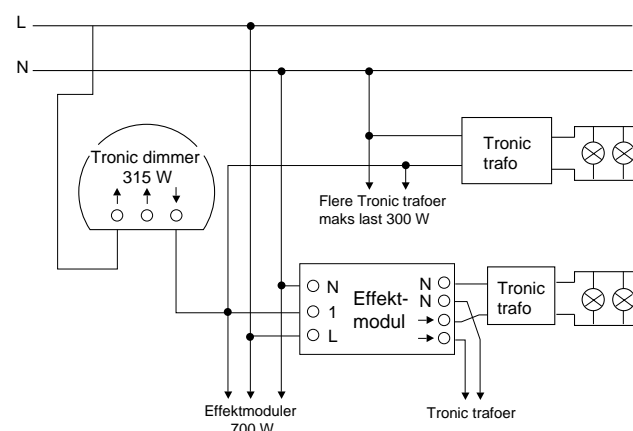 L
N
Tronic dimmer
315 W
Tronic
trafo
Flere Tronic trafoer
maks last 300 W
N
1
L
Effekt-
modul
N
N
Tronic
trafo
Effektmoduler
700 W
Tronic trafoer